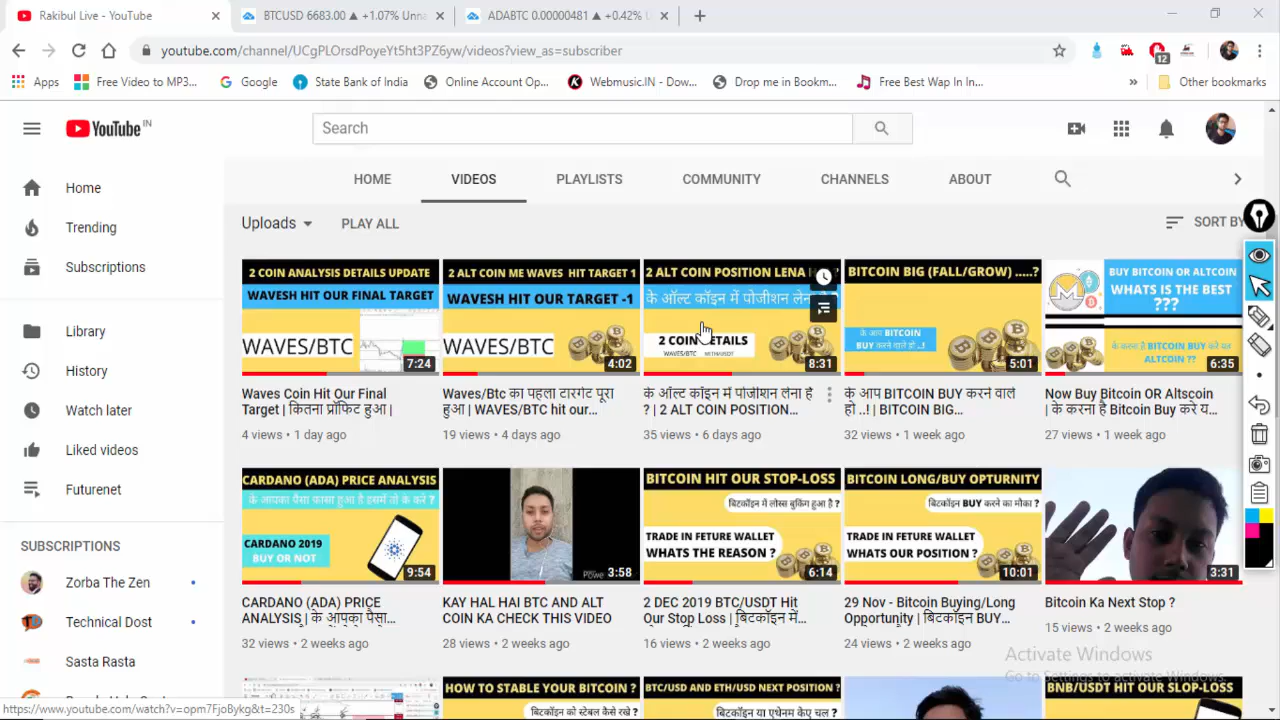 Rakibul Live - YouTube
BTCUSD 6683.00 ▲ +1.07% Unna
ADABTC 0.00000481 ▲ +0.42% U
youtube.com/channel/UCgPLOrsdPoyeYt5ht3PZ6yw/videos?view_as=subscriber
12
Apps
Free Video to MP3...
Google
State Bank of India
Online Account Op...
Webmusic.IN - Dow...
Drop me in Bookm...
Free Best Wap In In...
Other bookmarks
YouTube IN
Search
Home
Trending
Subscriptions
Library
History
Watch later
Liked videos
Futurenet
SUBSCRIPTIONS
Zorba The Zen
Technical Dost
Sasta Rasta
HOME
VIDEOS
PLAYLISTS
COMMUNITY
CHANNELS
ABOUT
Uploads
PLAY ALL
SORT BY
2 COIN ANALYSIS DETAILS UPDATE
WAVESH HIT OUR FINAL TARGET
WAVES/BTC
7:24
Waves Coin Hit Our Final
Target | कितना प्रॉफिट हुआ |
4 views • 1 day ago
2 ALT COIN ME WAVES HIT TARGET 1
WAVESH HIT OUR TARGET -1
WAVES/BTC
4:02
Waves/Btc का पहला टारगेट पूरा
हुआ | WAVES/BTC hit our...
19 views • 4 days ago
2 ALT COIN POSITION LENA
के ऑल्ट कॉइन में पोजीशन लेना
2 COIN DETAILS
WAVES/BTC
8:31
के ऑल्ट कॉइन में पोजीशन लेना है
? | 2 ALT COIN POSITION...
35 views • 6 days ago
BITCOIN BIG (FALL/GROW) .....?
के आप BITCOIN
BUY करने वाले हो ..!
5:01
के आप BITCOIN BUY करने वाले
हो ..! | BITCOIN BIG...
32 views • 1 week ago
BUY BITCOIN OR ALTCOIN
WHATS IS THE BEST
???
के करना है BITCOIN BUY करे यह
ALTCOIN ??
6:35
Now Buy Bitcoin OR Altscoin
| के करना है Bitcoin Buy करे य...
27 views • 1 week ago
CARDANO (ADA) PRICE ANALYSIS
के आपका पैसा फासा हुआ है इसमें तो के करे ?
CARDANO 2019
BUY OR NOT
9:54
CARDANO (ADA) PRICE
ANALYSIS | के आपका पैसा...
32 views • 2 weeks ago
3:58
KAY HAL HAI BTC AND ALT
COIN KA CHECK THIS VIDEO
28 views • 2 weeks ago
BITCOIN HIT OUR STOP-LOSS
बिटकॉइन में लोस्स बुकिंग हुआ है ?
TRADE IN FETURE WALLET
WHATS THE REASON ?
6:14
2 DEC 2019 BTC/USDT Hit
Our Stop Loss | बिटकॉइन में...
16 views • 2 weeks ago
BITCOIN LONG/BUY OPTURNITY
बिटकॉइन BUY करने का मौका ?
TRADE IN FETURE WALLET
WHATS OUR POSITION ?
10:01
29 Nov - Bitcoin Buying/Long
Opportunity | बिटकॉइन BUY...
24 views • 2 weeks ago
3:31
Bitcoin Ka Next Stop ?
15 views • 2 weeks ago
Activate Windows
Go to Settings to activate Windows.
HOW TO STABLE YOUR BITCOIN ?
बिटकॉइन को स्टेबल कैसे रखे ?
BTC/USD AND ETH/USD NEXT POSITION ?
बिटकॉइन या एथेनम केए चल ?
BNB/USDT HIT OUR SLOP-LOSS
https://www.youtube.com/watch?v=opm7FjoBykg&t=230s